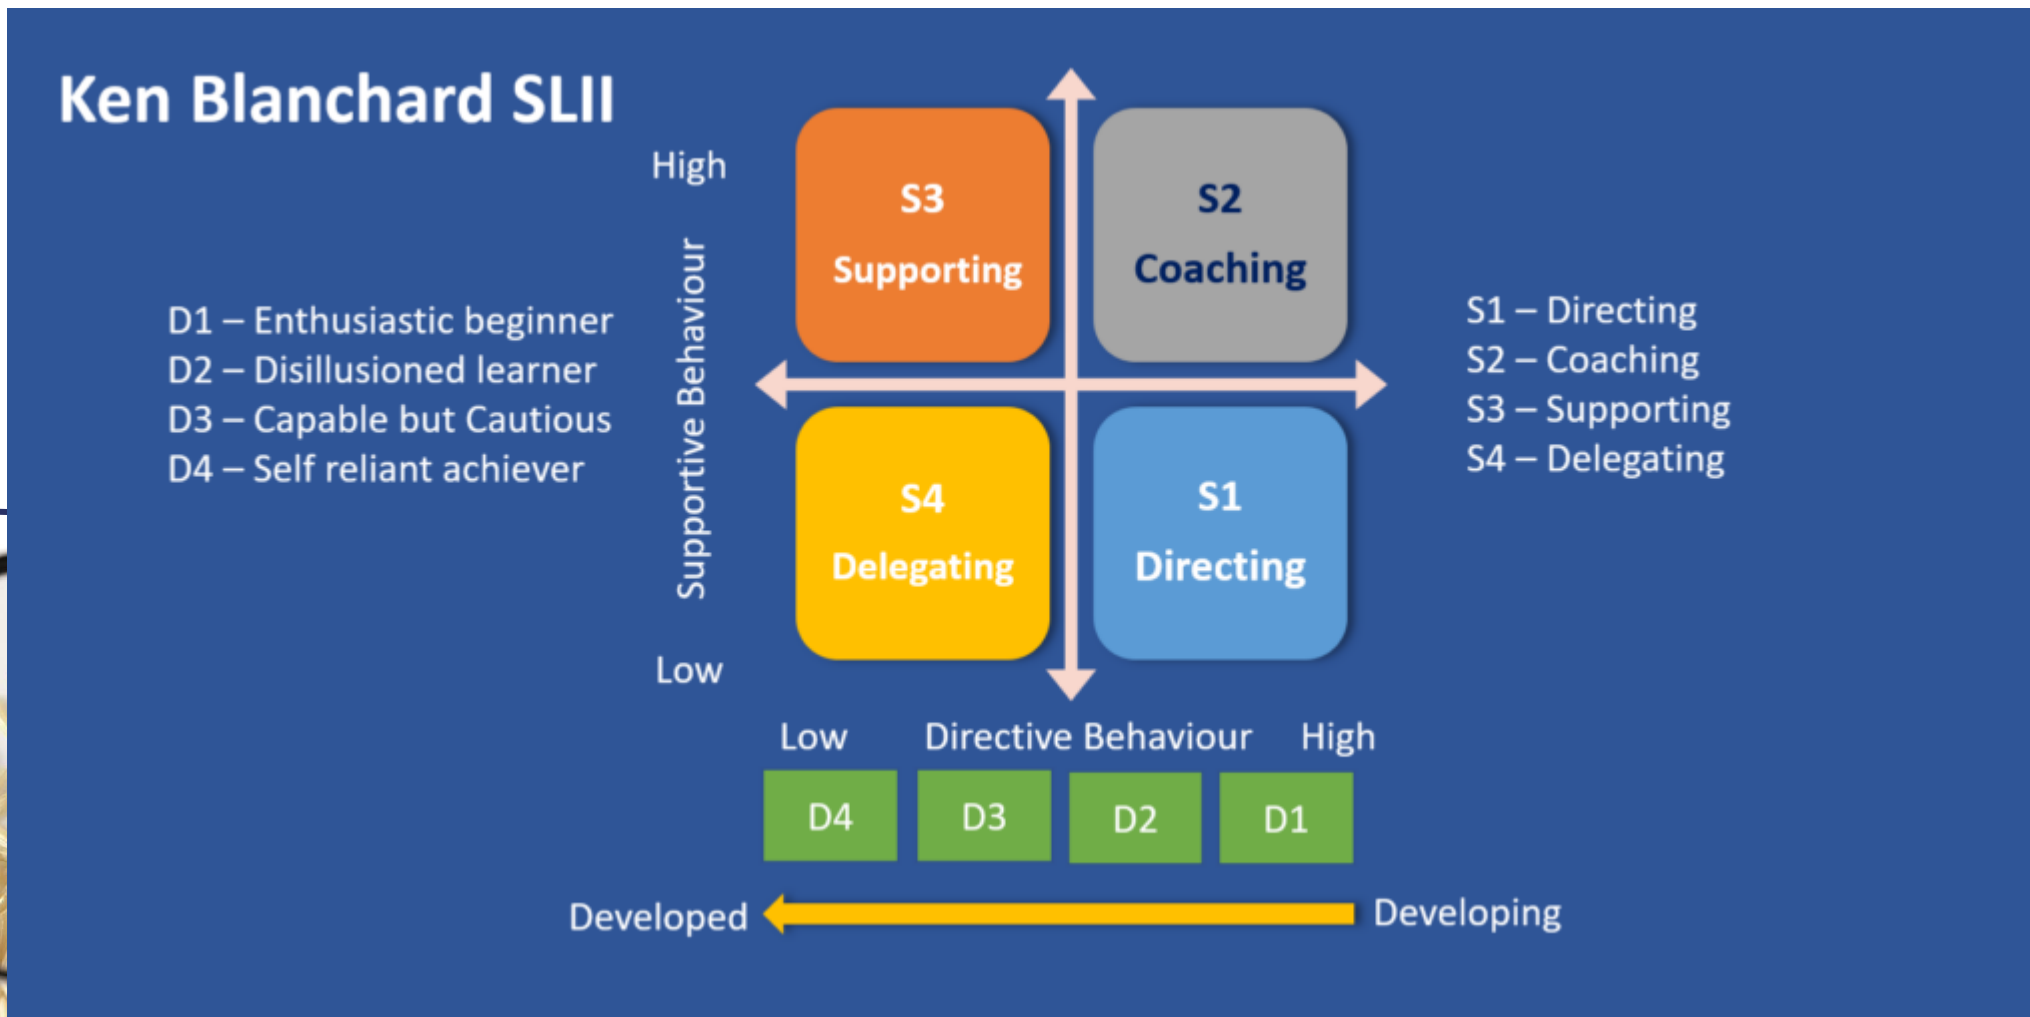 Ken Blanchard SLII
High
Supportive Behaviour
Low
D1 – Enthusiastic beginner
D2 – Disillusioned learner
D3 – Capable but Cautious
D4 – Self reliant achiever
S3
Supporting
S2
Coaching
S4
Delegating
S1
Directing
S1 – Directing
S2 – Coaching
S3 – Supporting
S4 – Delegating
Low Directive Behaviour High
D4 D3 D2 D1
Developed Developing